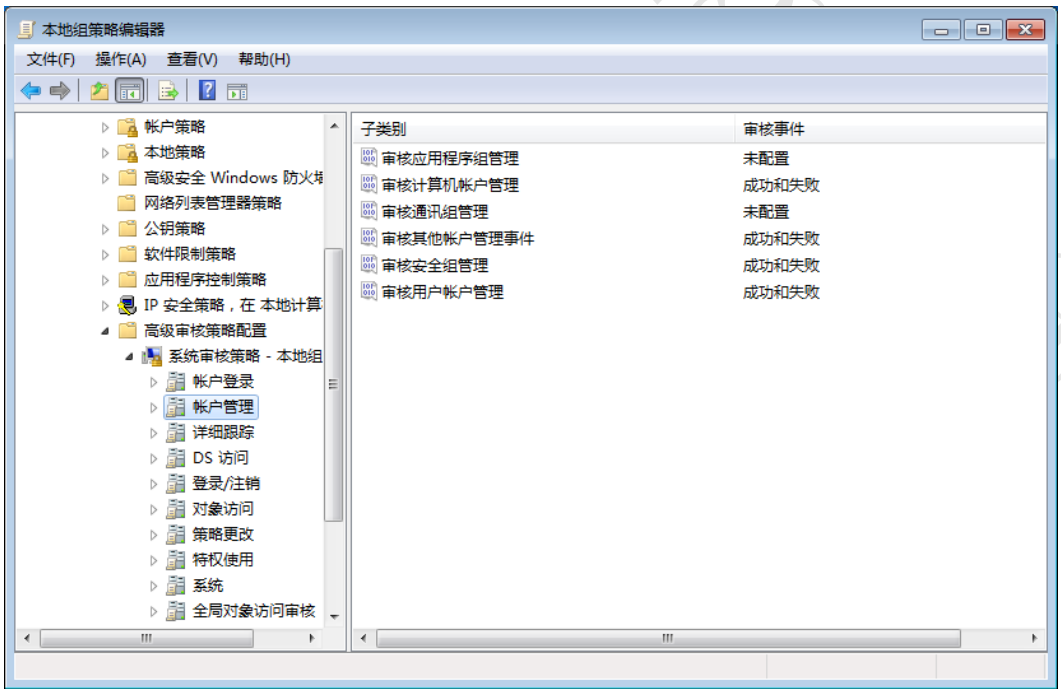 本地组策略编辑器
文件(F) 操作(A) 查看(V) 帮助(H)
帐户策略
本地策略
高级安全 Windows 防火墙
网络列表管理器策略
公钥策略
软件限制策略
应用程序控制策略
IP 安全策略，在 本地计算
高级审核策略配置
系统审核策略 - 本地组
帐户登录
帐户管理
详细跟踪
DS 访问
登录/注销
对象访问
策略更改
特权使用
系统
全局对象访问审核
子类别 审核事件
审核应用程序组管理 未配置
审核计算机帐户管理 成功和失败
审核通讯组管理 未配置
审核其他帐户管理事件 成功和失败
审核安全组管理 成功和失败
审核用户帐户管理 成功和失败